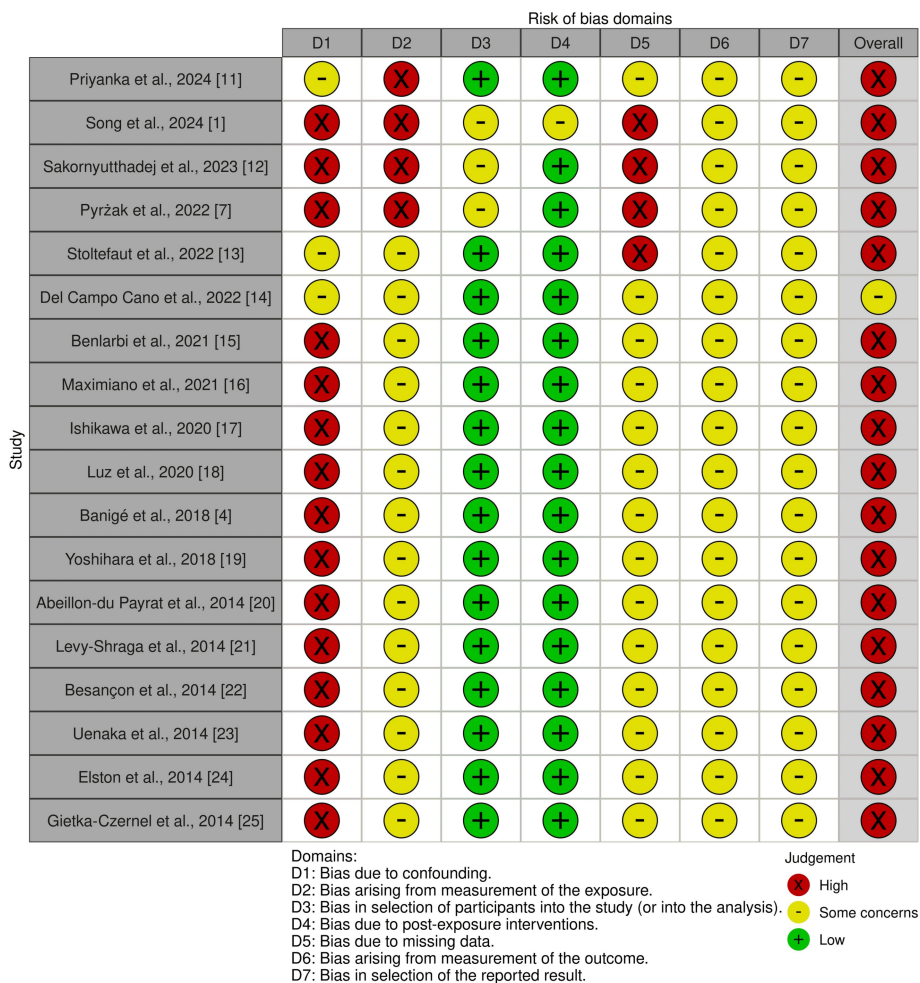 Risk of bias domains
D1 D2 D3 D4 D5 D6 D7 Overall
Study
Priyanka et al., 2024 [11] - X + + - - - X
Song et al., 2024 [1] X X - - X - - X
Sakornyutthadej et al., 2023 [12] X X - + X - - X
Pyrżak et al., 2022 [7] X X - + X - - X
Stoltefaut et al., 2022 [13] - - + + X - - X
Del Campo Cano et al., 2022 [14] - - + + - - - -
Benlarbi et al., 2021 [15] X - + + - - - X
Maximiano et al., 2021 [16] X - + + - - - X
Ishikawa et al., 2020 [17] X - + + - - - X
Luz et al., 2020 [18] X - + + - - - X
Banigé et al., 2018 [4] X - + + - - - X
Yoshihara et al., 2018 [19] X - + + - - - X
Abeillon-du Payrat et al., 2014 [20] X - + + - - - X
Levy-Shraga et al., 2014 [21] X - + + - - - X
Besançon et al., 2014 [22] X - + + - - - X
Uenaka et al., 2014 [23] X - + + - - - X
Elston et al., 2014 [24] X - + + - - - X
Gietka-Czernel et al., 2014 [25] X - + + - - - X
Domains:
D1: Bias due to confounding.
D2: Bias arising from measurement of the exposure.
D3: Bias in selection of participants into the study (or into the analysis).
D4: Bias due to post-exposure interventions.
D5: Bias due to missing data.
D6: Bias arising from measurement of the outcome.
D7: Bias in selection of the reported result.
Judgement
X High
- Some concerns
+ Low